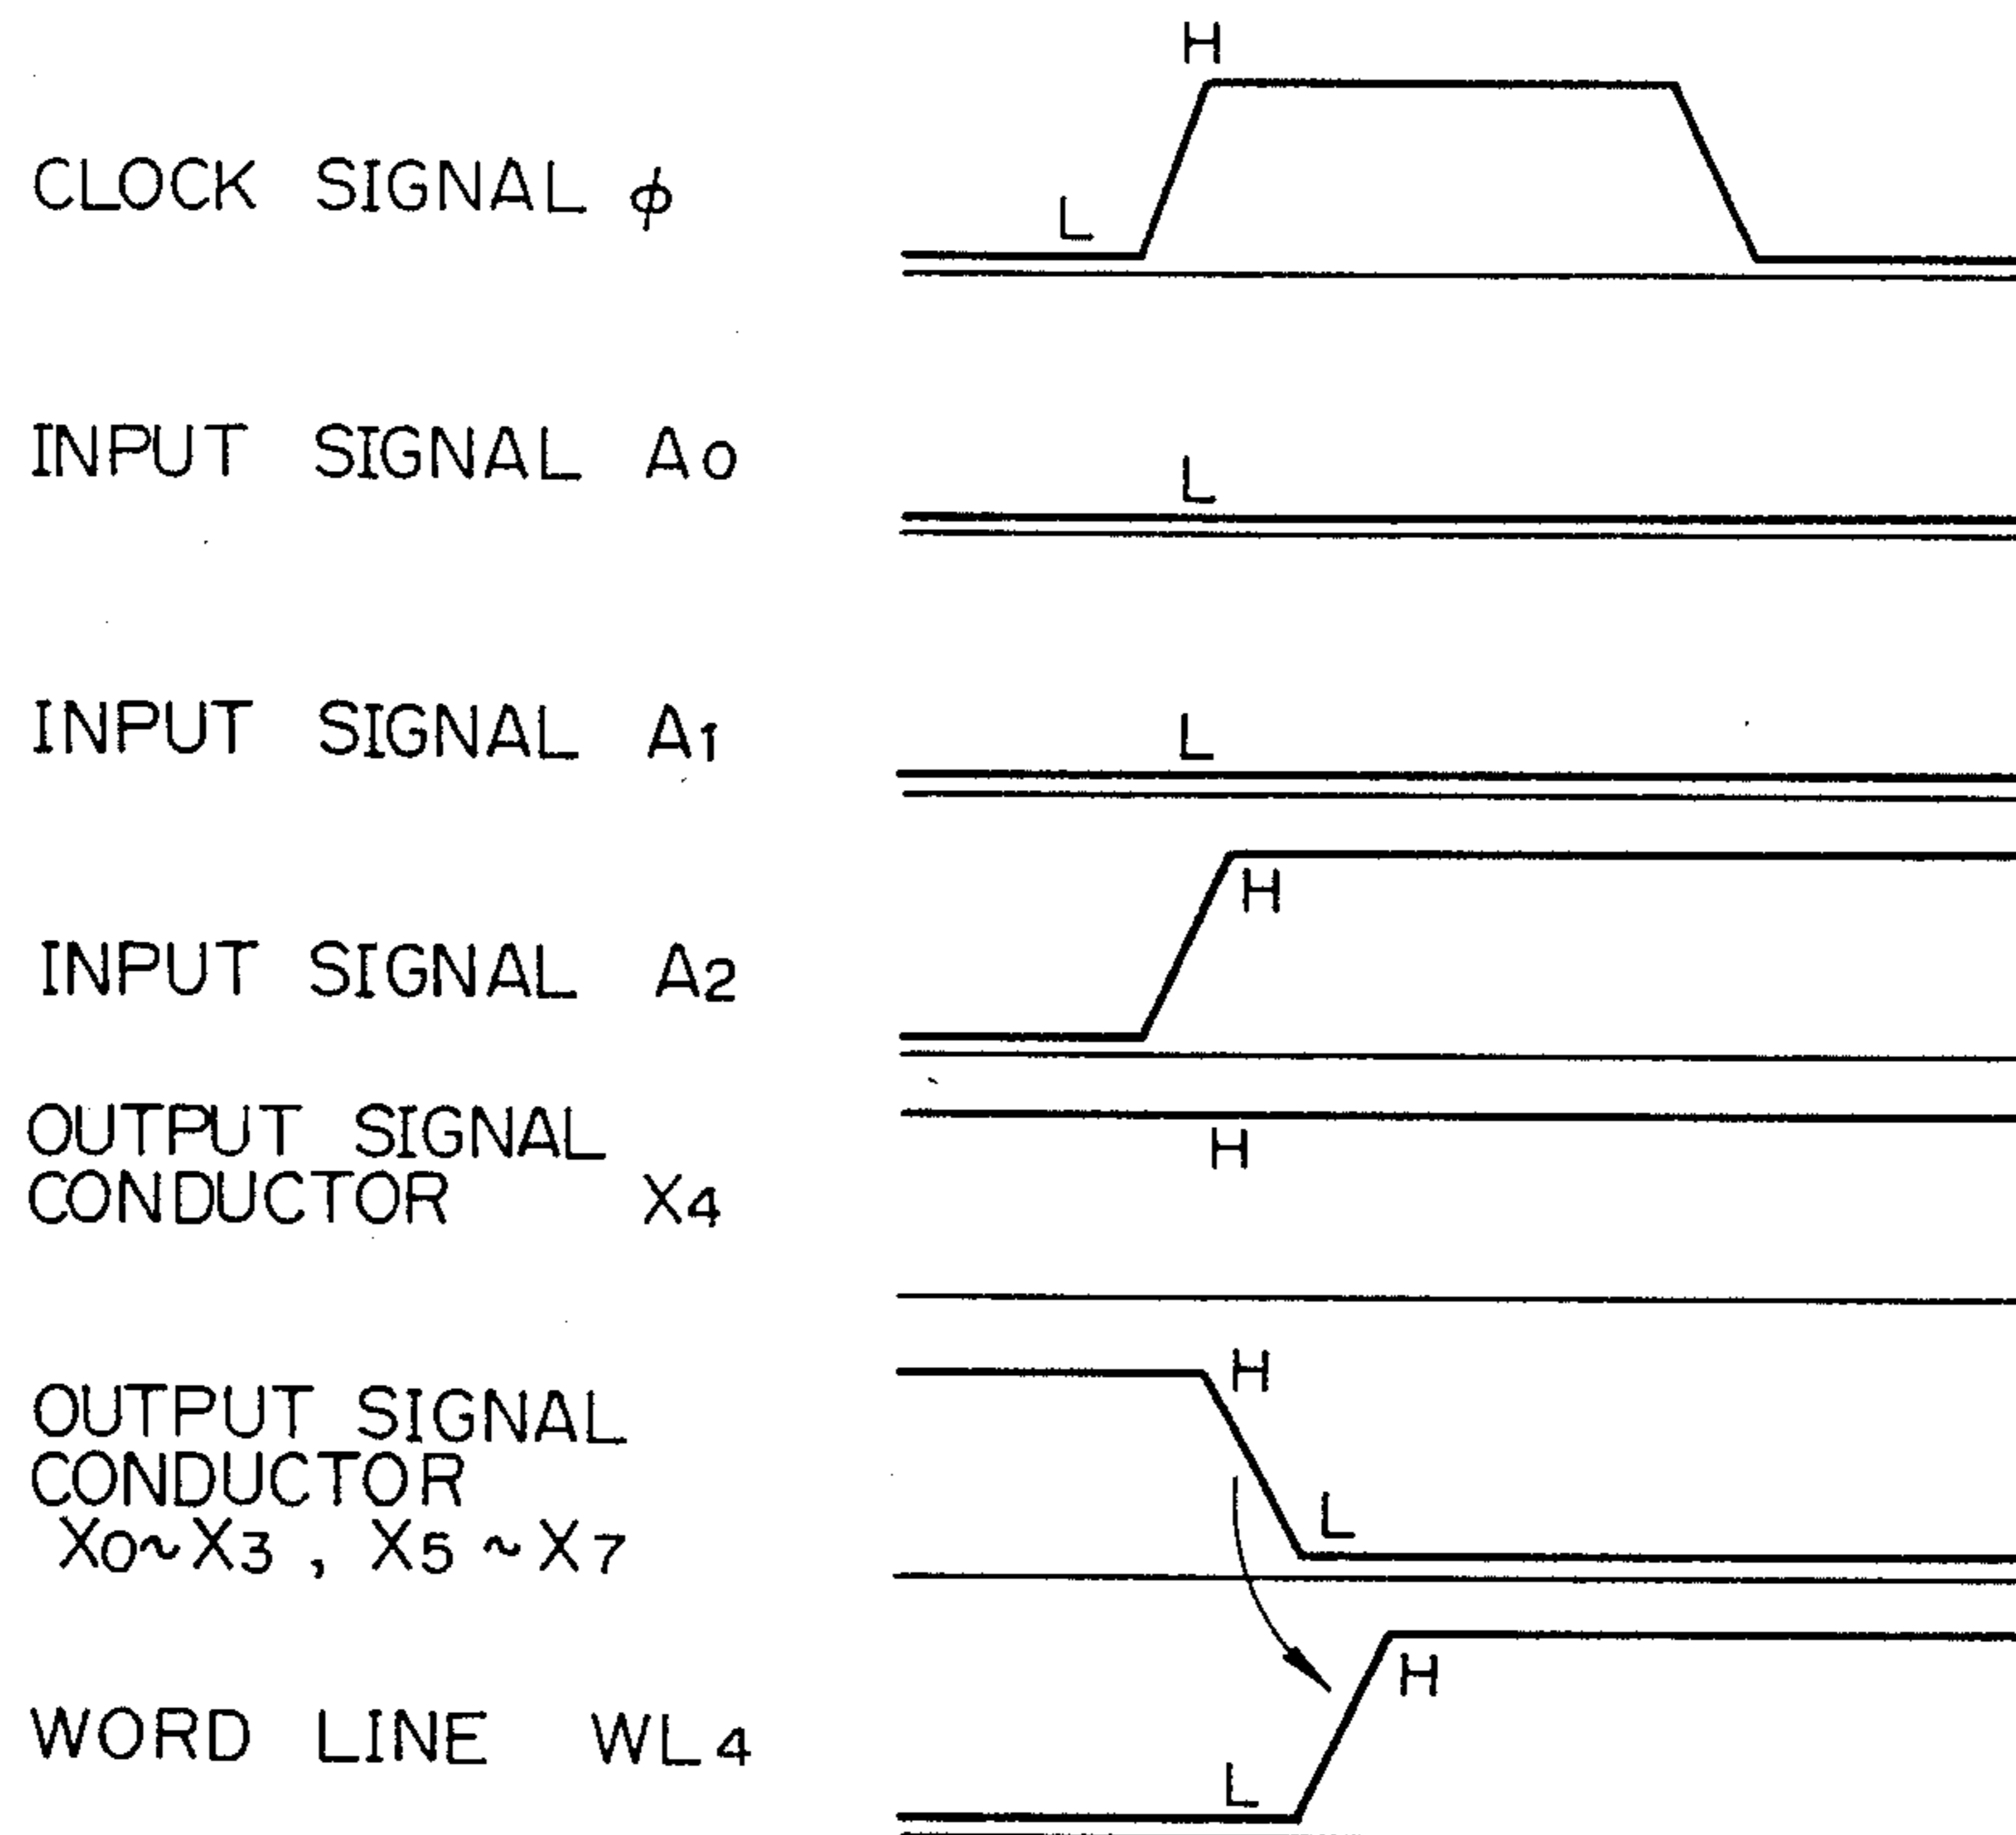 H
CLOCK SIGNAL ϕ
L
INPUT SIGNAL A0
L
INPUT SIGNAL A1
L
H
INPUT SIGNAL A2
OUTPUT SIGNAL
CONDUCTOR X4
H
H
OUTPUT SIGNAL
CONDUCTOR
X0~X3 , X5~X7
L
H
WORD LINE WL4
L